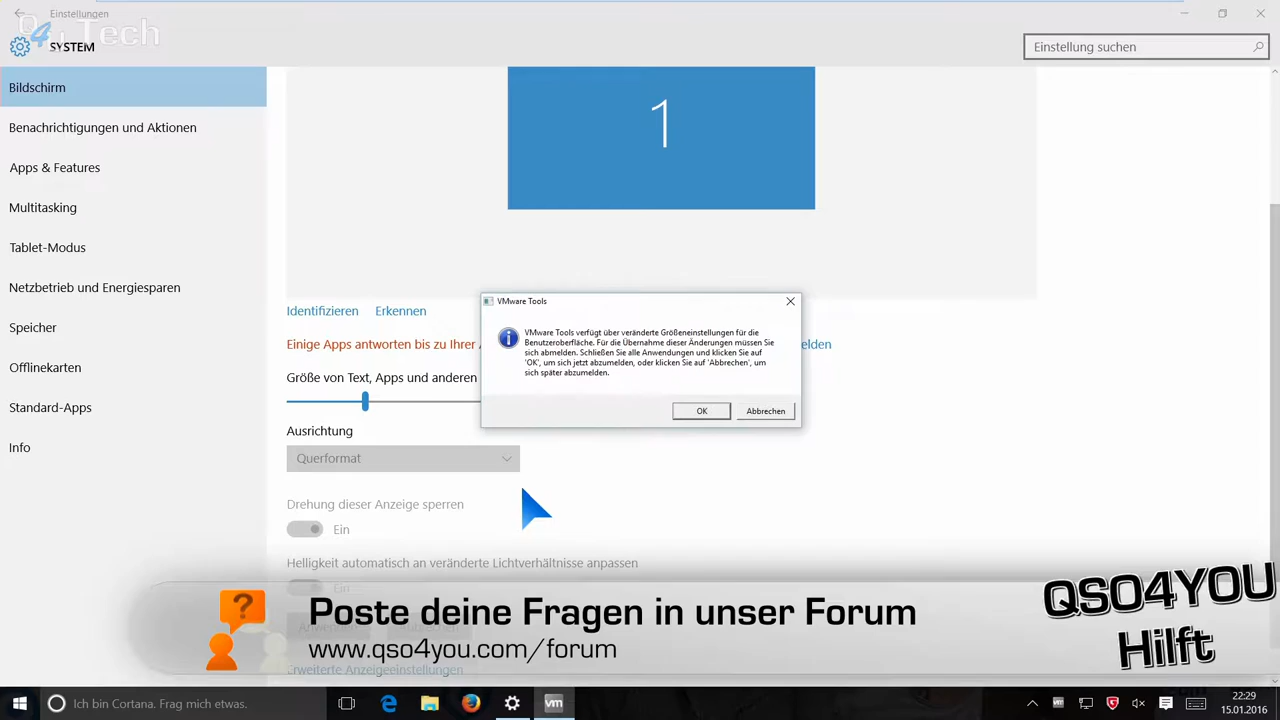 Einstellungen
Q4 Tech
SYSTEM
Einstellung suchen
Bildschirm
Benachrichtigungen und Aktionen
Apps & Features
Multitasking
Tablet-Modus
Netzbetrieb und Energiesparen
Speicher
Offlinekarten
Standard-Apps
Info
1
Identifizieren Erkennen
Einige Apps antworten bis zu Ihrer
Größe von Text, Apps und anderen
Ausrichtung
Querformat
Drehung dieser Anzeige sperren
Ein
Helligkeit automatisch an veränderte Lichtverhältnisse anpassen
Ein
Erweiterte Anzeigeeinstellungen
VMware Tools
VMware Tools verfügt über veränderte Größeneinstellungen für die
Benutzeroberfläche. Für die Übernahme dieser Änderungen müssen Sie
sich abmelden. Schließen Sie alle Anwendungen und klicken Sie auf
'OK', um sich jetzt abzumelden, oder klicken Sie auf 'Abbrechen', um
sich später abzumelden.
OK Abbrechen
?
Poste deine Fragen in unser Forum
www.qso4you.com/forum
QSO4YOU
Hilft
Ich bin Cortana. Frag mich etwas.
vm
22:29
15.01.2016